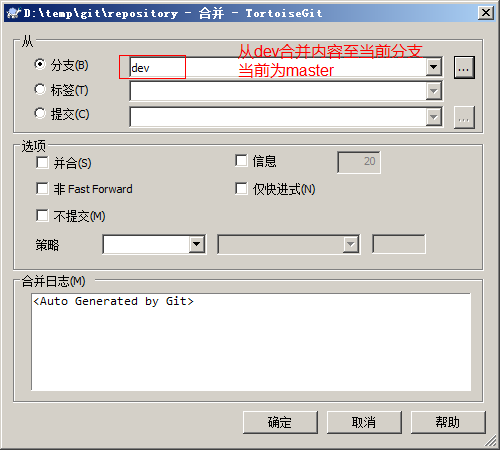 D:\temp\git\repository - 合并 - TortoiseGit
从
分支(B)
dev
从dev合并内容至当前分支
当前为master
...
标签(T)
提交(C)
...
选项
并合(S)
信息
20
非 Fast Forward
仅快进式(N)
不提交(M)
策略
合并日志(M)
<Auto Generated by Git>
确定
取消
帮助